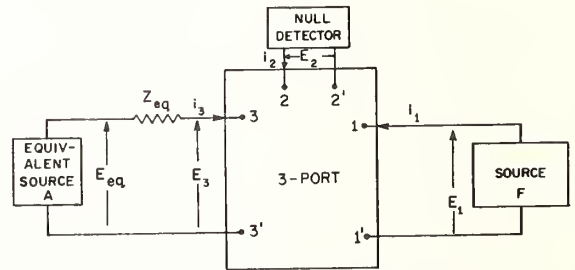 NULL
DETECTOR
i2
E2
2
2'
Zeq
i3
3
1
i1
EQUIV-
ALENT
SOURCE
A
Eeq
E3
3-PORT
E1
SOURCE
F
3'
1'